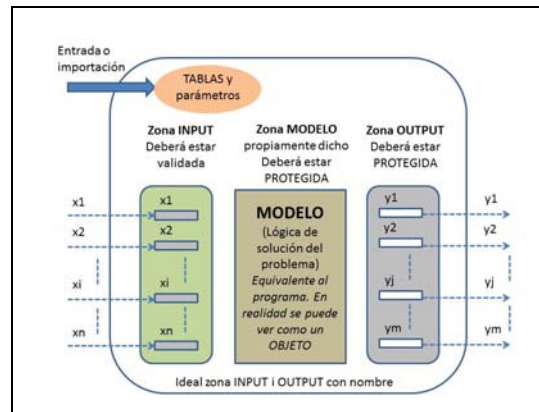 Entrada o
importación
TABLAS y
parámetros
Zona INPUT
Deberá estar
validada
Zona MODELO
propiamente dicho
Deberá estar
PROTEGIDA
Zona OUTPUT
Deberá estar
PROTEGIDA
x1
x2
xi
xn
x1
x2
xi
xn
MODELO
(Lógica de
solución del
problema)
Equivalente al
programa. En
realidad se puede
ver como un
OBJETO
y1
y2
yj
ym
y1
y2
yj
ym
Ideal zona INPUT i OUTPUT con nombre